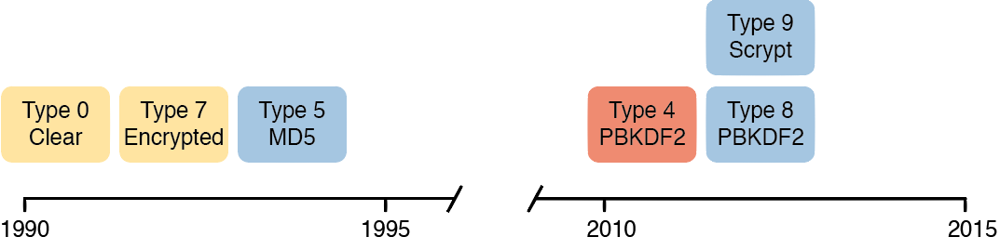 Type 9
Scrypt
Type 0
Clear
Type 7
Encrypted
Type 5
MD5
Type 4
PBKDF2
Type 8
PBKDF2
1990
1995
2010
2015